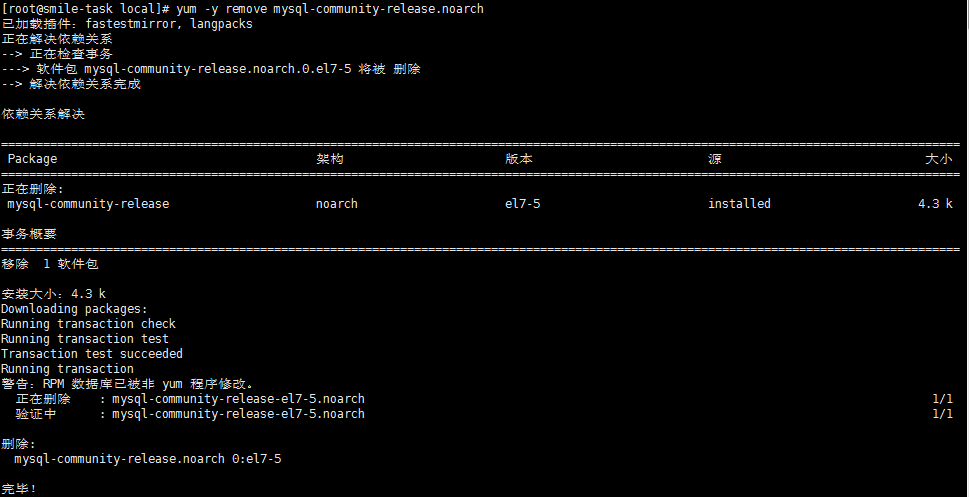 [root@smile-task local]# yum -y remove mysql-community-release.noarch
已加载插件：fastestmirror, langpacks
正在解决依赖关系
--> 正在检查事务
---> 软件包 mysql-community-release.noarch.0.el7-5 将被 删除
--> 解决依赖关系完成
依赖关系解决
================================================================================
Package 架构 版本 源 大小
================================================================================
正在删除:
mysql-community-release noarch el7-5 installed 4.3 k
事务概要
================================================================================
移除 1 软件包
安装大小：4.3 k
Downloading packages:
Running transaction check
Running transaction test
Transaction test succeeded
Running transaction
警告：RPM 数据库已被非 yum 程序修改。
正在删除 : mysql-community-release-el7-5.noarch 1/1
验证中 : mysql-community-release-el7-5.noarch 1/1
删除:
mysql-community-release.noarch 0:el7-5
完毕！